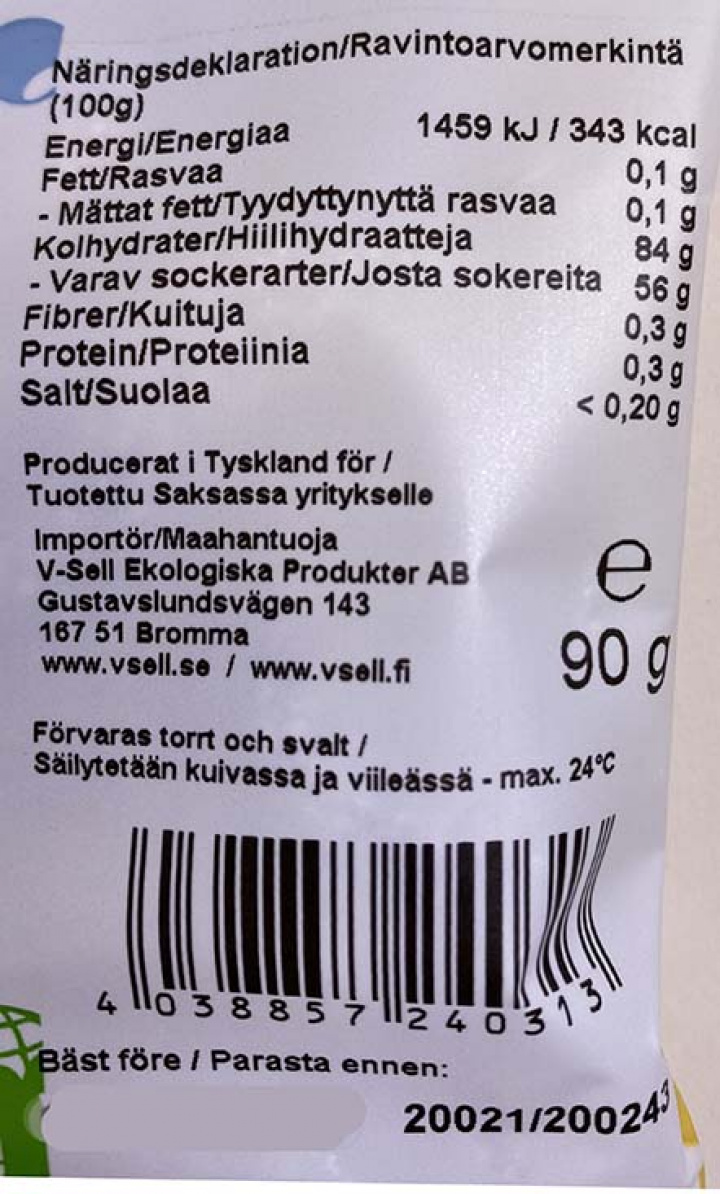 Näringsdeklaration/Ravintoarvomerkintä
(100g)
Energi/Energiaa 1459 kJ / 343 kcal
Fett/Rasvaa 0,1 g
- Mättat fett/Tyydyttynyttä rasvaa 0,1 g
Kolhydrater/Hiilihydraatteja 84 g
- Varav sockerarter/Josta sokereita 56 g
Fibrer/Kuituja 0,3 g
Protein/Proteiinia 0,3 g
Salt/Suolaa < 0,20 g
Producerat i Tyskland för /
Tuotettu Saksassa yritykselle
Importör/Maahantuoja
V-Sell Ekologiska Produkter AB
Gustavslundsvägen 143
167 51 Bromma
www.vsell.se / www.vsell.fi
e
90 g
Förvaras torrt och svalt /
Säilytetään kuivassa ja viileässä - max. 24°C
4 038857 240313
Bäst före / Parasta ennen:
20021/200243